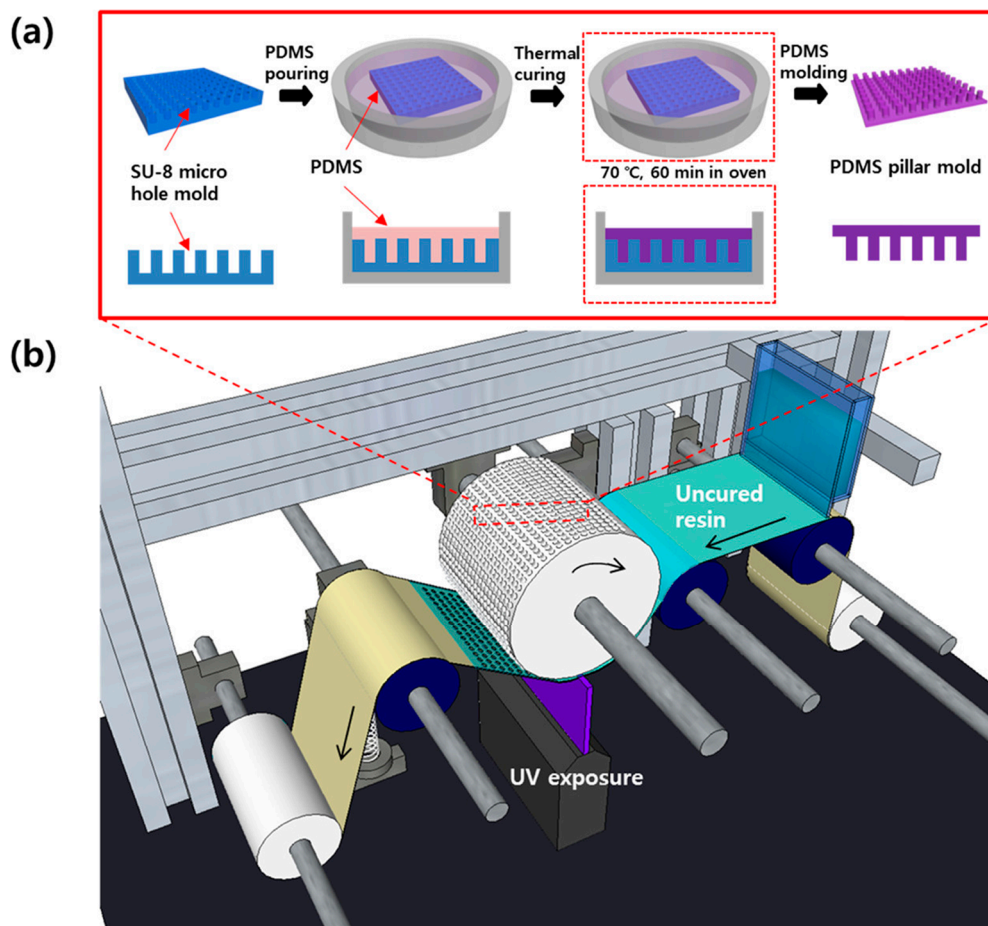 (a)
PDMS
pouring
Thermal
curing
PDMS
molding
SU-8 micro
hole mold
PDMS
70 ℃, 60 min in oven
PDMS pillar mold
(b)
Uncured
resin
UV exposure